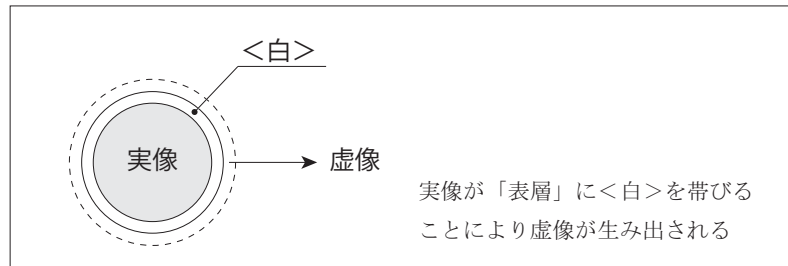 ＜白＞
実像
虚像
実像が「表層」に＜白＞を帯びる
ことにより虚像が生み出される